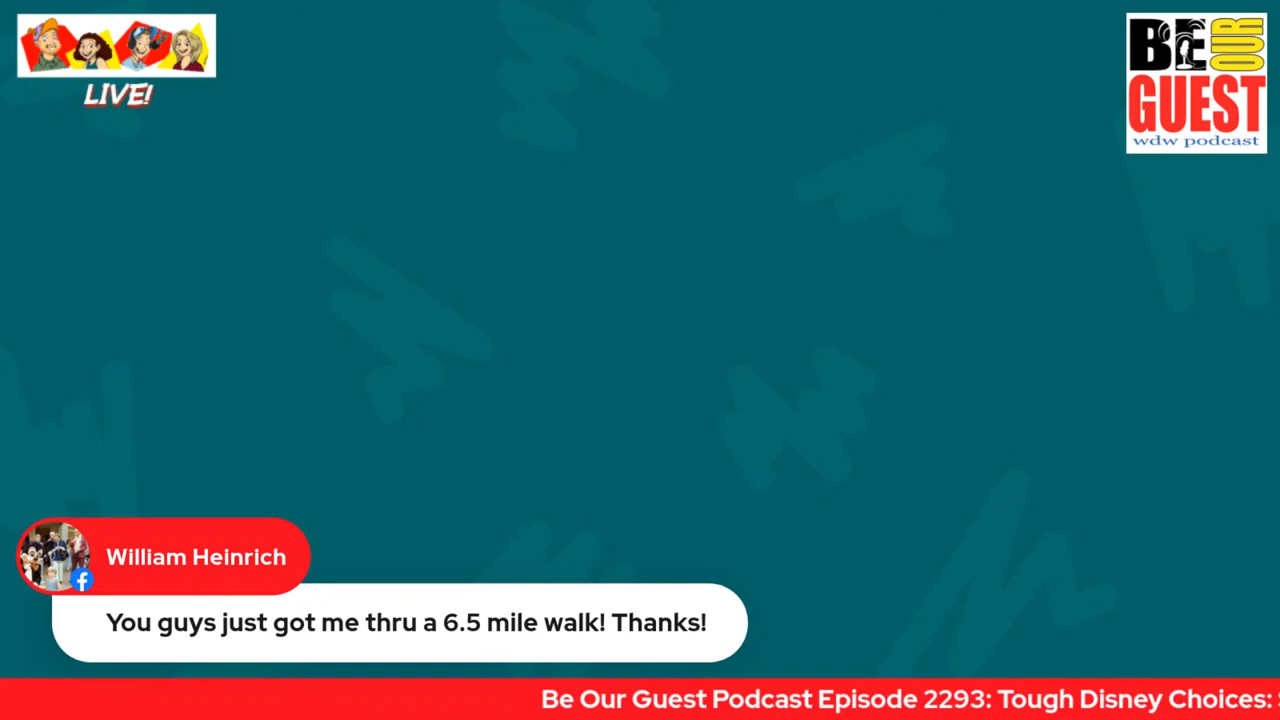 LIVE!
BE OUR
GUEST
wdw podcast
William Heinrich
You guys just got me thru a 6.5 mile walk! Thanks!
Be Our Guest Podcast Episode 2293: Tough Disney Choices: